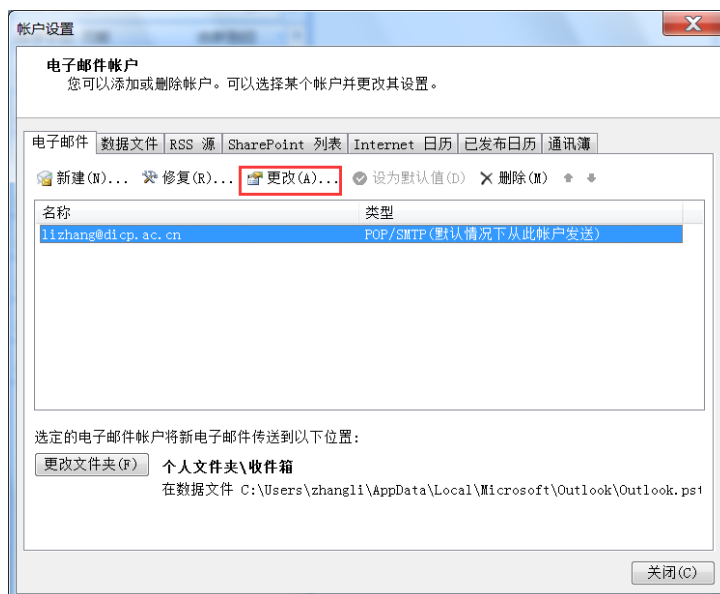 帐户设置
电子邮件帐户
您可以添加或删除帐户。可以选择某个帐户并更改其设置。
电子邮件 数据文件 RSS 源 SharePoint 列表 Internet 日历 已发布日历 通讯簿
新建(N)... 修复(R)... 更改(A)... 设为默认值(D) 删除(M)
名称 类型
lizhang@dicp.ac.cn POP/SMTP(默认情况下从此帐户发送)
选定的电子邮件帐户将新电子邮件传送到以下位置:
更改文件夹(F) 个人文件夹\收件箱
在数据文件 C:\Users\zhangli\AppData\Local\Microsoft\Outlook\Outlook.pst
关闭(C)